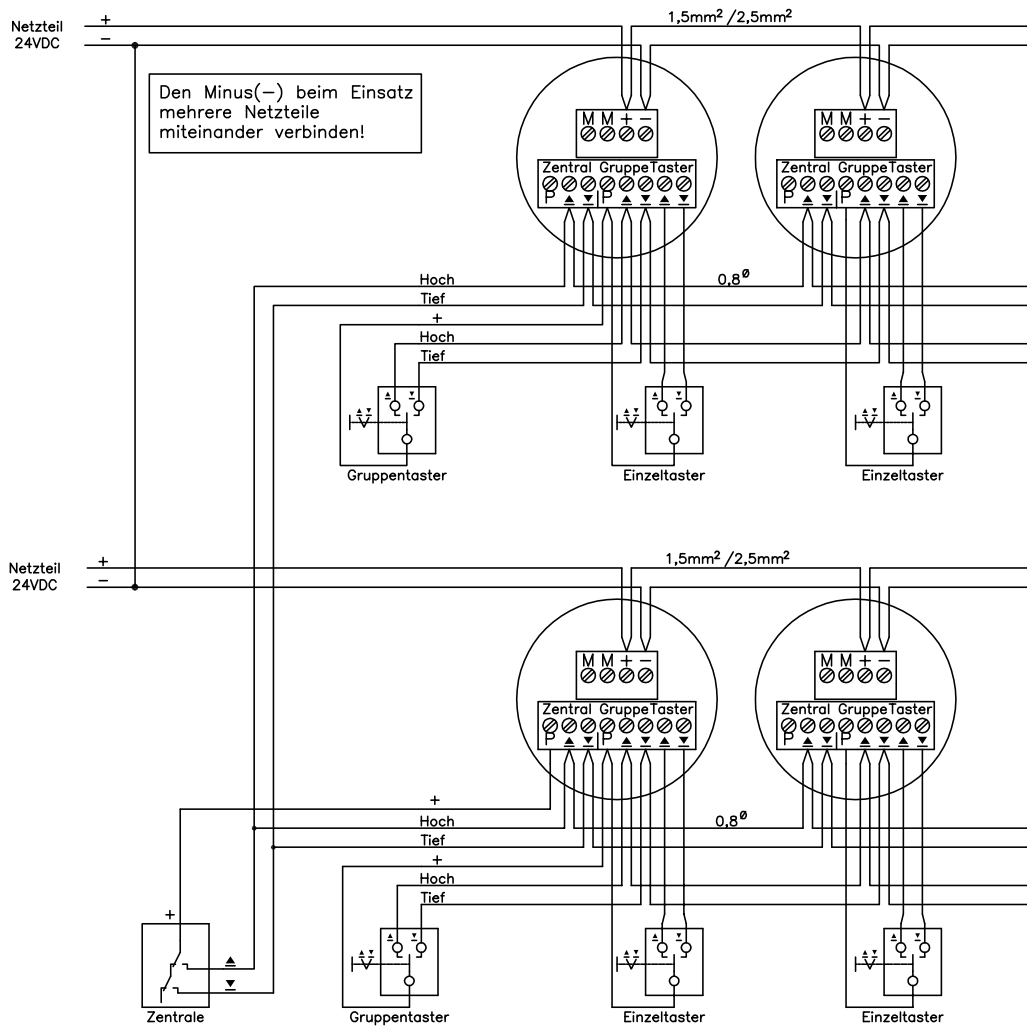 Netzteil
24VDC
+
−
1,5mm² /2,5mm²
Den Minus(−) beim Einsatz
mehrere Netzteile
miteinander verbinden!
M M + −
Zentral Gruppe Taster
P P
M M + −
Zentral Gruppe Taster
P P
Hoch
0,8ø
Tief
+
Hoch
Tief
Gruppentaster
Einzeltaster
Einzeltaster
Netzteil
24VDC
+
−
1,5mm² /2,5mm²
M M + −
Zentral Gruppe Taster
P P
M M + −
Zentral Gruppe Taster
P P
+
Hoch
0,8ø
Tief
+
Hoch
Tief
+
Zentrale
Gruppentaster
Einzeltaster
Einzeltaster